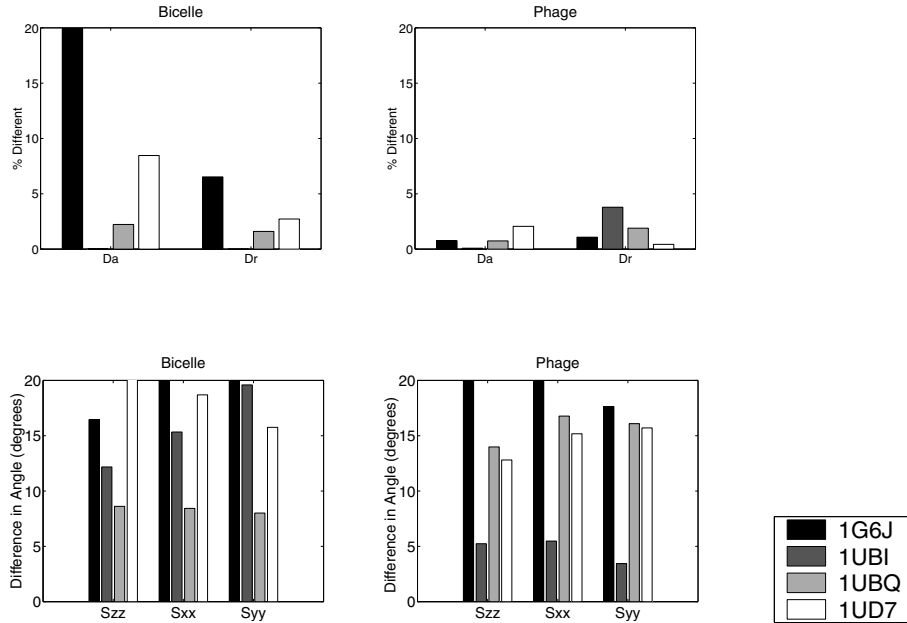 Bicelle
20
15
10
5
0
% Different
Da
Dr
Phage
20
15
10
5
0
% Different
Da
Dr
Bicelle
20
15
10
5
0
Difference in Angle (degrees)
Szz
Sxx
Syy
Phage
20
15
10
5
0
Difference in Angle (degrees)
Szz
Sxx
Syy
1G6J
1UBI
1UBQ
1UD7